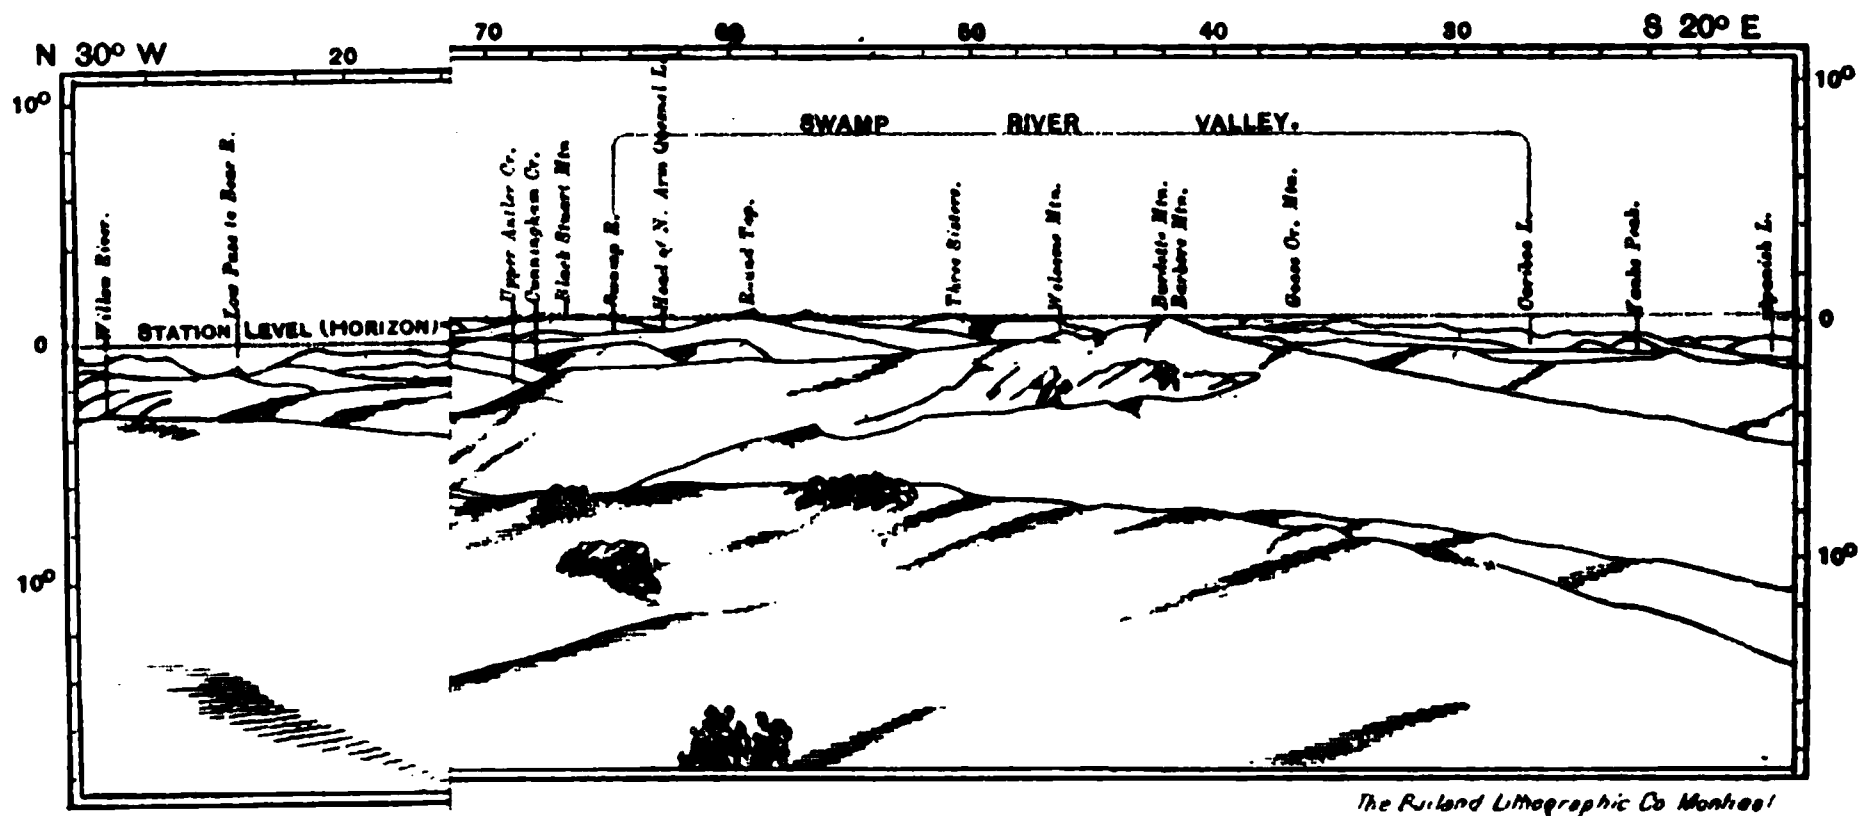 N 30° W 20 70 60 50 40 30 S 20° E
10° 10°
SWAMP RIVER VALLEY.
Willow River.
Low Pass to Bear R.
Upper Antler Cr.
Cunningham Cr.
Black Stuart Mtn
Swamp R.
Head of N. Arm Quesnel L.
Round Top.
Three Sisters.
Welcome Mtn.
Burdette Mtn.
Barkers Mtn.
Goose Cr. Mtn.
Cariboo L.
Yanks Peak.
Spanish L.
STATION LEVEL (HORIZON)
0 0
10° 10°
The Lithographic Co Montreal